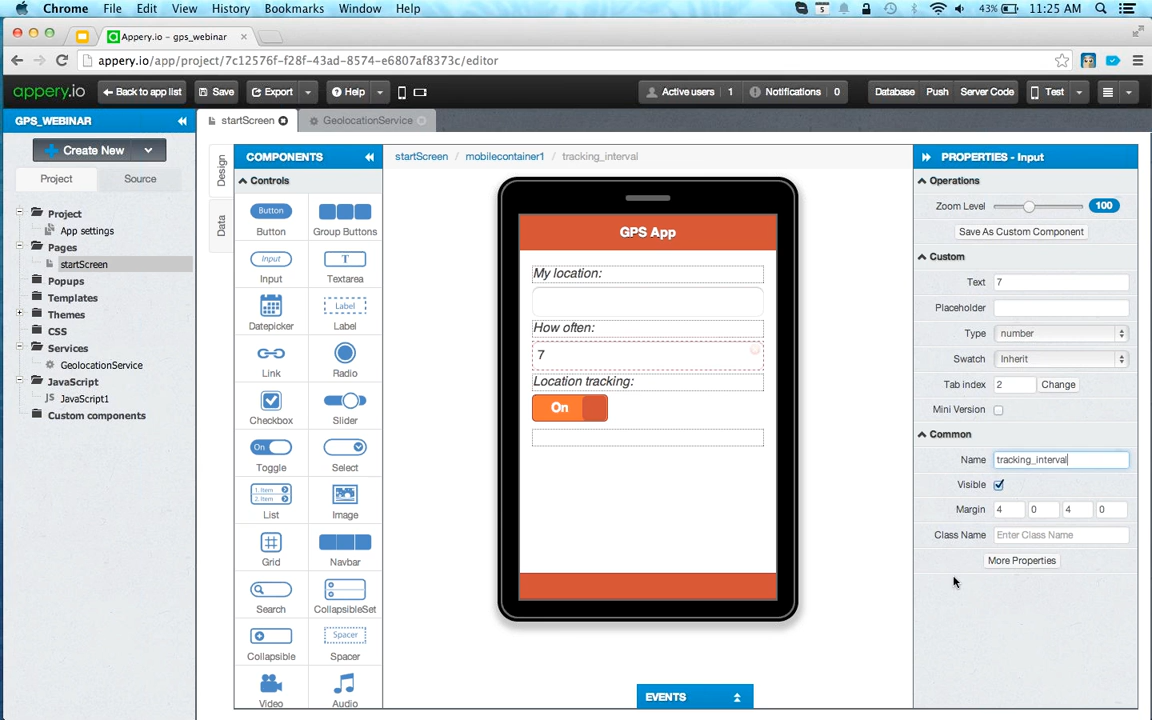 Chrome File Edit View History Bookmarks Window Help 5 43% 11:25 AM
Appery.io – gps_webinar
appery.io/app/project/7c12576f-f28f-43ad-8574-e6807af8373c/editor
appery.io Back to app list Save Export Help Active users 1 Notifications 0 Database Push Server Code Test
GPS_WEBINAR
startScreen GeolocationService
Create New
Project Source
Project
App settings
Pages
startScreen
Popups
Templates
Themes
CSS
Services
GeolocationService
JavaScript
JS JavaScript1
Custom components
Design
Data
COMPONENTS
Controls
Button
Button Group Buttons
Input T
Input Textarea
Label
Datepicker Label
Link Radio
Checkbox Slider
On
Toggle Select
1. Item
2. Item
List Image
Grid Navbar
Search CollapsibleSet
Spacer
Collapsible Spacer
Video Audio
startScreen / mobilecontainer1 / tracking_interval
GPS App
My location:
How often:
7
Location tracking:
On
EVENTS
PROPERTIES - Input
Operations
Zoom Level 100
Save As Custom Component
Custom
Text 7
Placeholder
Type number
Swatch Inherit
Tab index 2 Change
Mini Version
Common
Name tracking_interval
Visible
Margin 4 0 4 0
Class Name Enter Class Name
More Properties